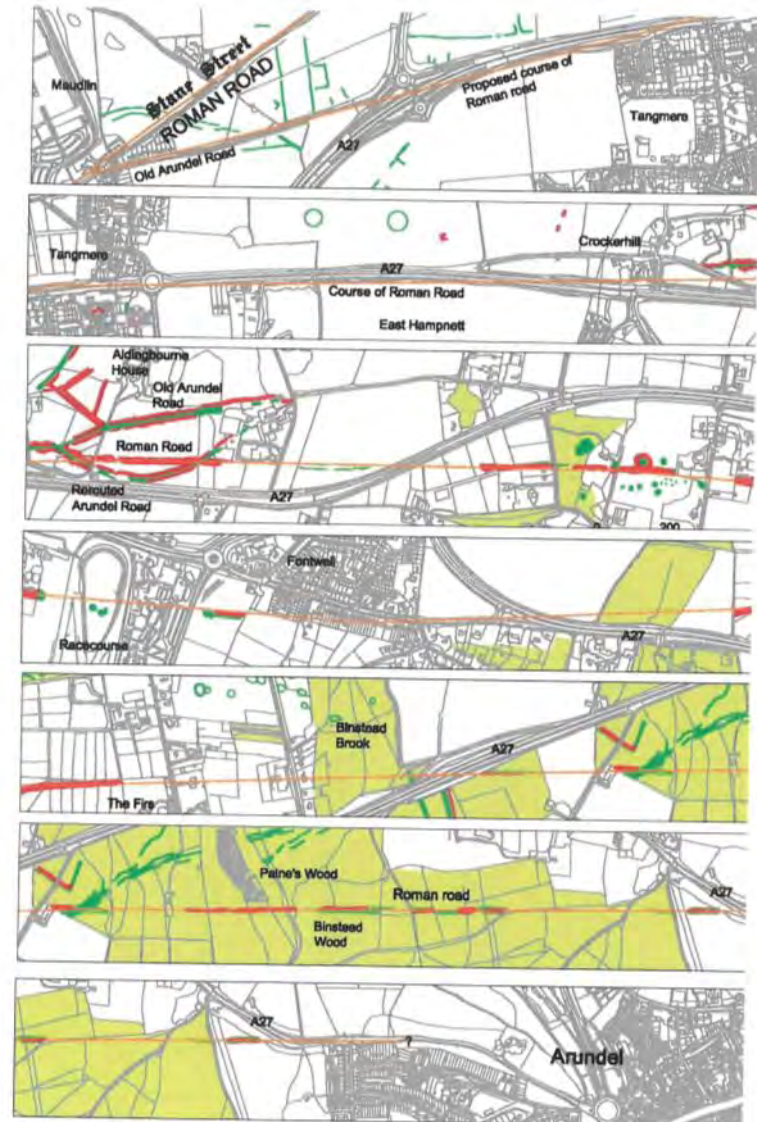 Maudlin
Stane Street
ROMAN ROAD
Old Arundel Road
A27
Proposed course of
Roman road
Tangmere
Tangmere
A27
Course of Roman Road
East Hampnett
Crockerhill
Aldingbourne
House
Old Arundel
Road
Roman Road
Rerouted
Arundel Road
A27
0
200
Racecourse
Fontwell
A27
The Firs
Binstead
Brook
A27
Paine's Wood
Binstead
Wood
Roman road
A27
A27
?
Arundel